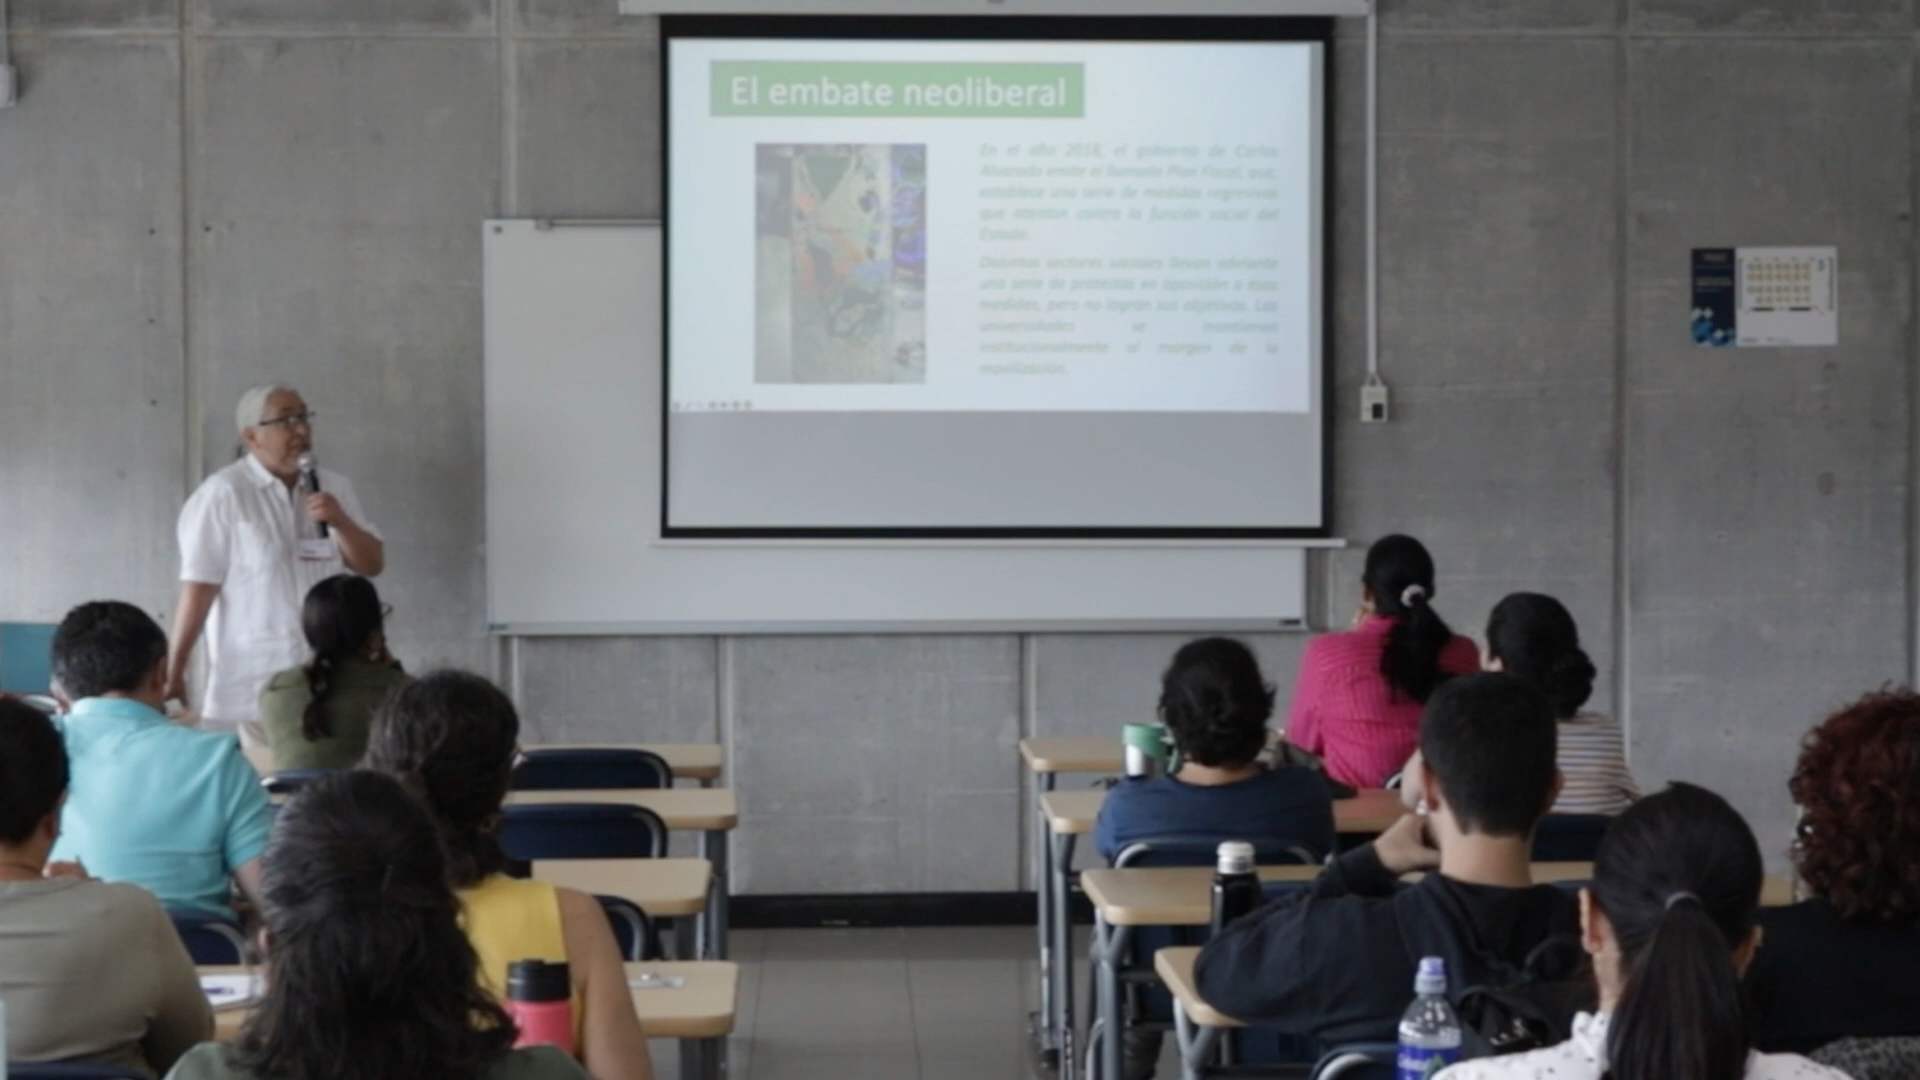 El embate neoliberal
En el año 2018, el gobierno de Carlos
Alvarado emite el llamado Plan Fiscal, que,
establece una serie de medidas regresivas
que atentan contra la función social del
Estado.
Distintos sectores sociales llevan adelante
una serie de protestas en oposición a esas
medidas, pero no logran sus objetivos. Las
universidades se mantienen
institucionalmente al margen de la
movilización.